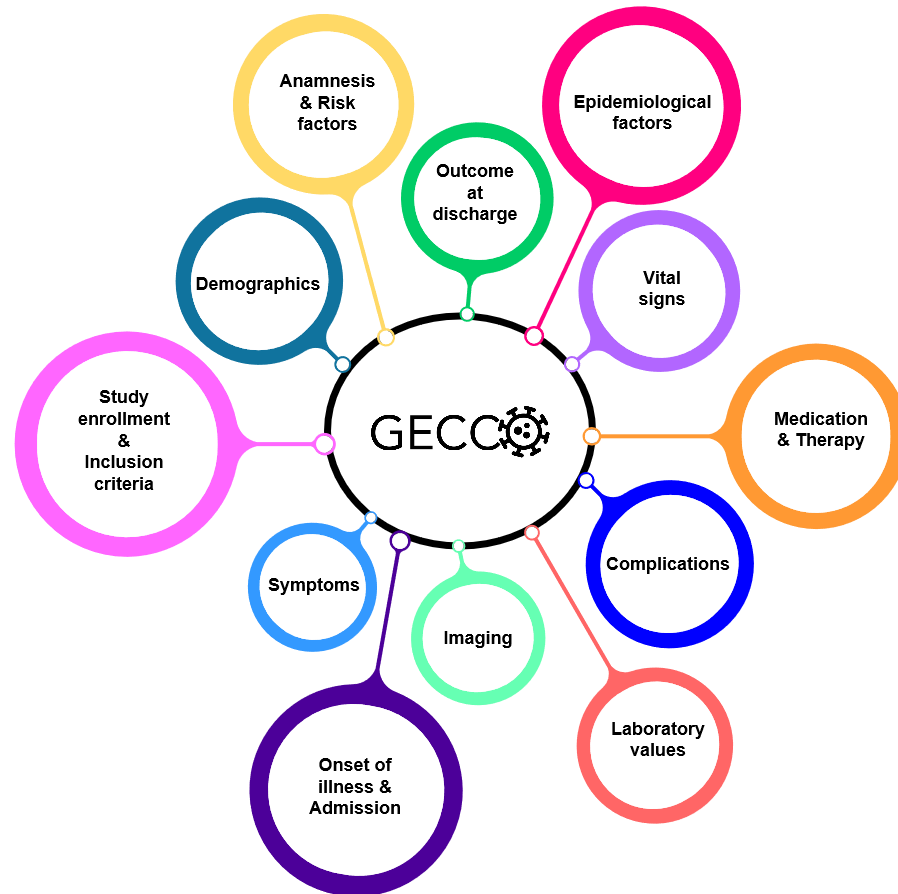 Anamnesis
& Risk
factors
Epidemiological
factors
Outcome
at
discharge
Demographics
Vital
signs
Study
enrollment
&
Inclusion
criteria
GECCO
Medication
& Therapy
Symptoms
Complications
Imaging
Laboratory
values
Onset of
illness &
Admission